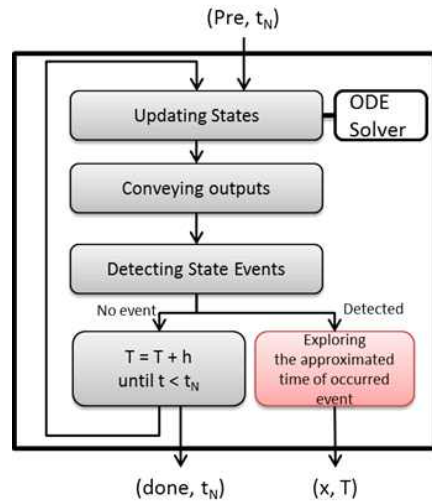 (Pre, t_N)
Updating States
ODE
Solver
Conveying outputs
Detecting State Events
No event
Detected
T = T + h
until t < t_N
Exploring
the approximated
time of occurred
event
(done, t_N)
(x, T)